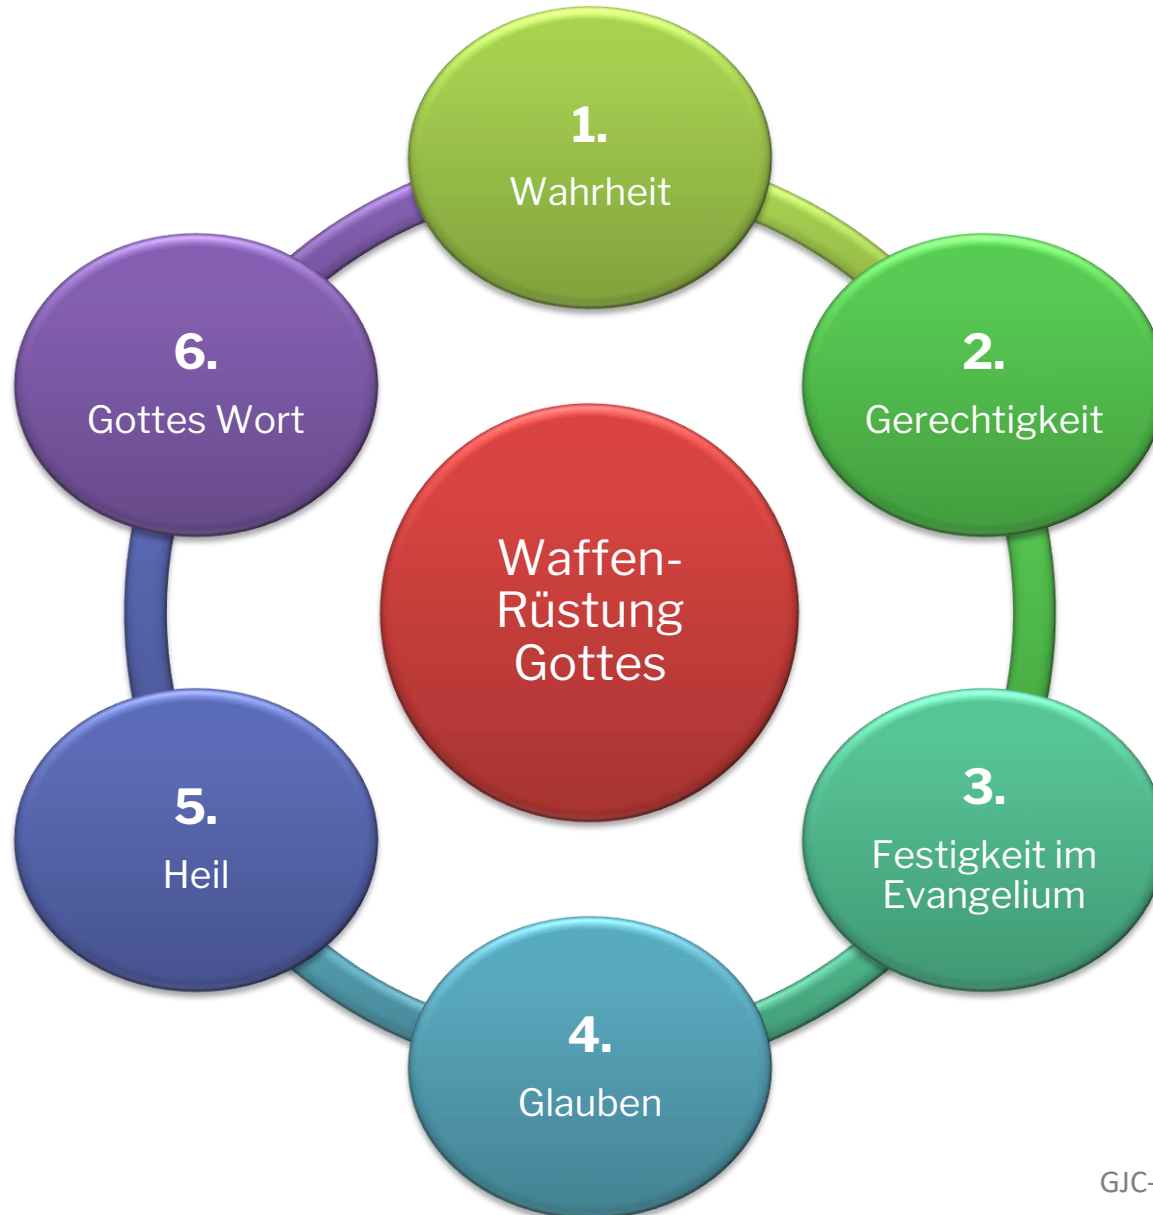 1.
Wahrheit
2.
Gerechtigkeit
3.
Festigkeit im
Evangelium
4.
Glauben
5.
Heil
6.
Gottes Wort
Waffen-
Rüstung
Gottes
GJC-